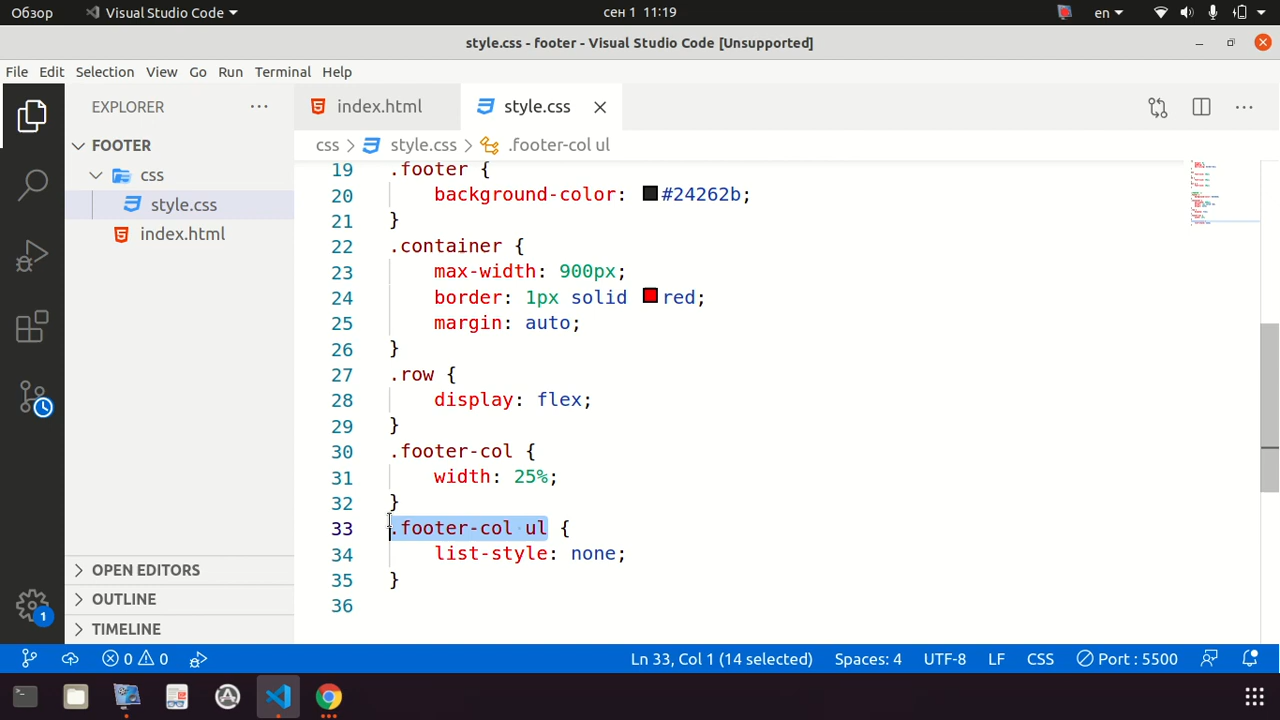 Обзор Visual Studio Code сен 1 11:19 en
style.css - footer - Visual Studio Code [Unsupported]
File Edit Selection View Go Run Terminal Help
EXPLORER index.html style.css
FOOTER css > style.css > .footer-col ul
css
style.css
index.html
19 .footer {
20 background-color: #24262b;
21 }
22 .container {
23 max-width: 900px;
24 border: 1px solid red;
25 margin: auto;
26 }
27 .row {
28 display: flex;
29 }
30 .footer-col {
31 width: 25%;
32 }
33 .footer-col ul {
34 list-style: none;
35 }
36
OPEN EDITORS
OUTLINE
TIMELINE
1
0 0 Ln 33, Col 1 (14 selected) Spaces: 4 UTF-8 LF CSS Port : 5500